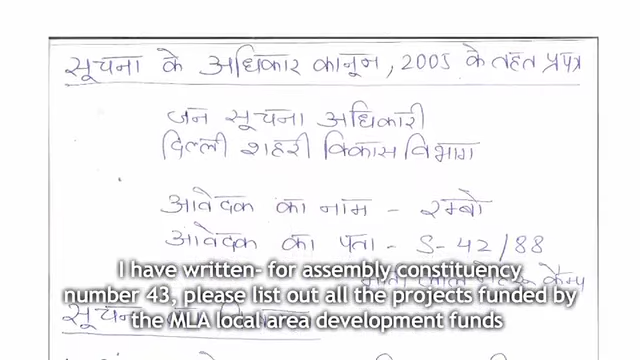 सूचना के अधिकार कानून, 2005 के तहत प्रपत्र
जन सूचना अधिकारी
दिल्ली शहरी विकास विभाग
आवेदक का नाम - रम्बो
आवेदक का पता - S-42/88
I have written- for assembly constituency
number 43, please list out all the projects funded by
the MLA local area development funds
कैम्प
सूचना